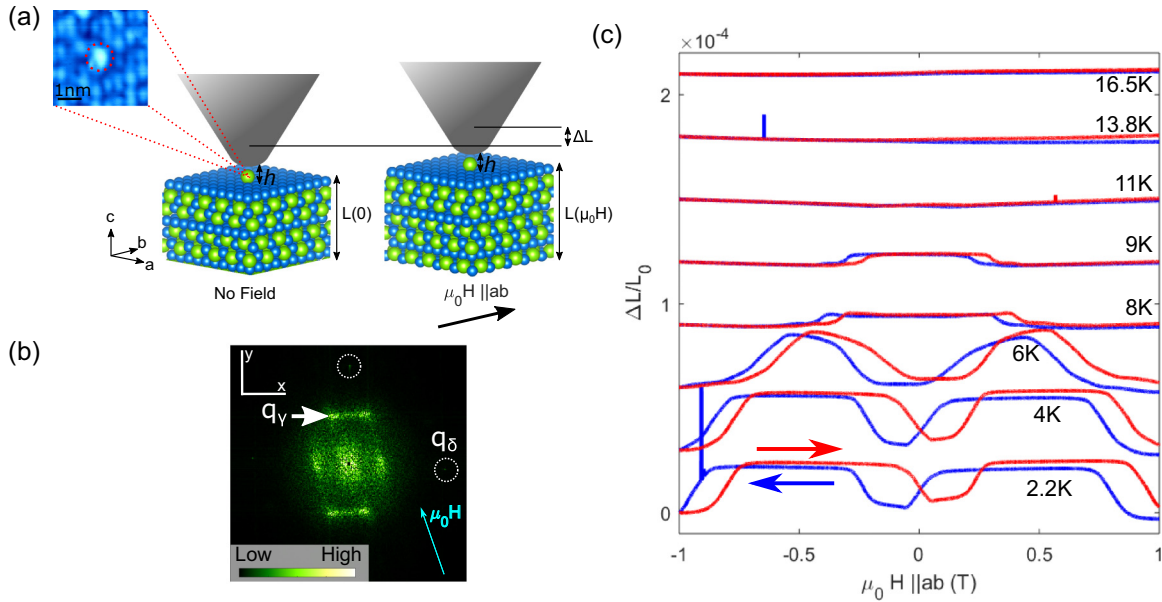 (a)
1nm
h
ΔL
h
L(0)
L(μ₀H)
c
b
a
No Field
μ₀H ||ab
(b)
y
x
qγ
qδ
μ₀H
Low High
(c)
×10⁻⁴
2
1
0
ΔL/L₀
16.5K
13.8K
11K
9K
8K
6K
4K
2.2K
-1 -0.5 0 0.5 1
μ₀ H ||ab (T)